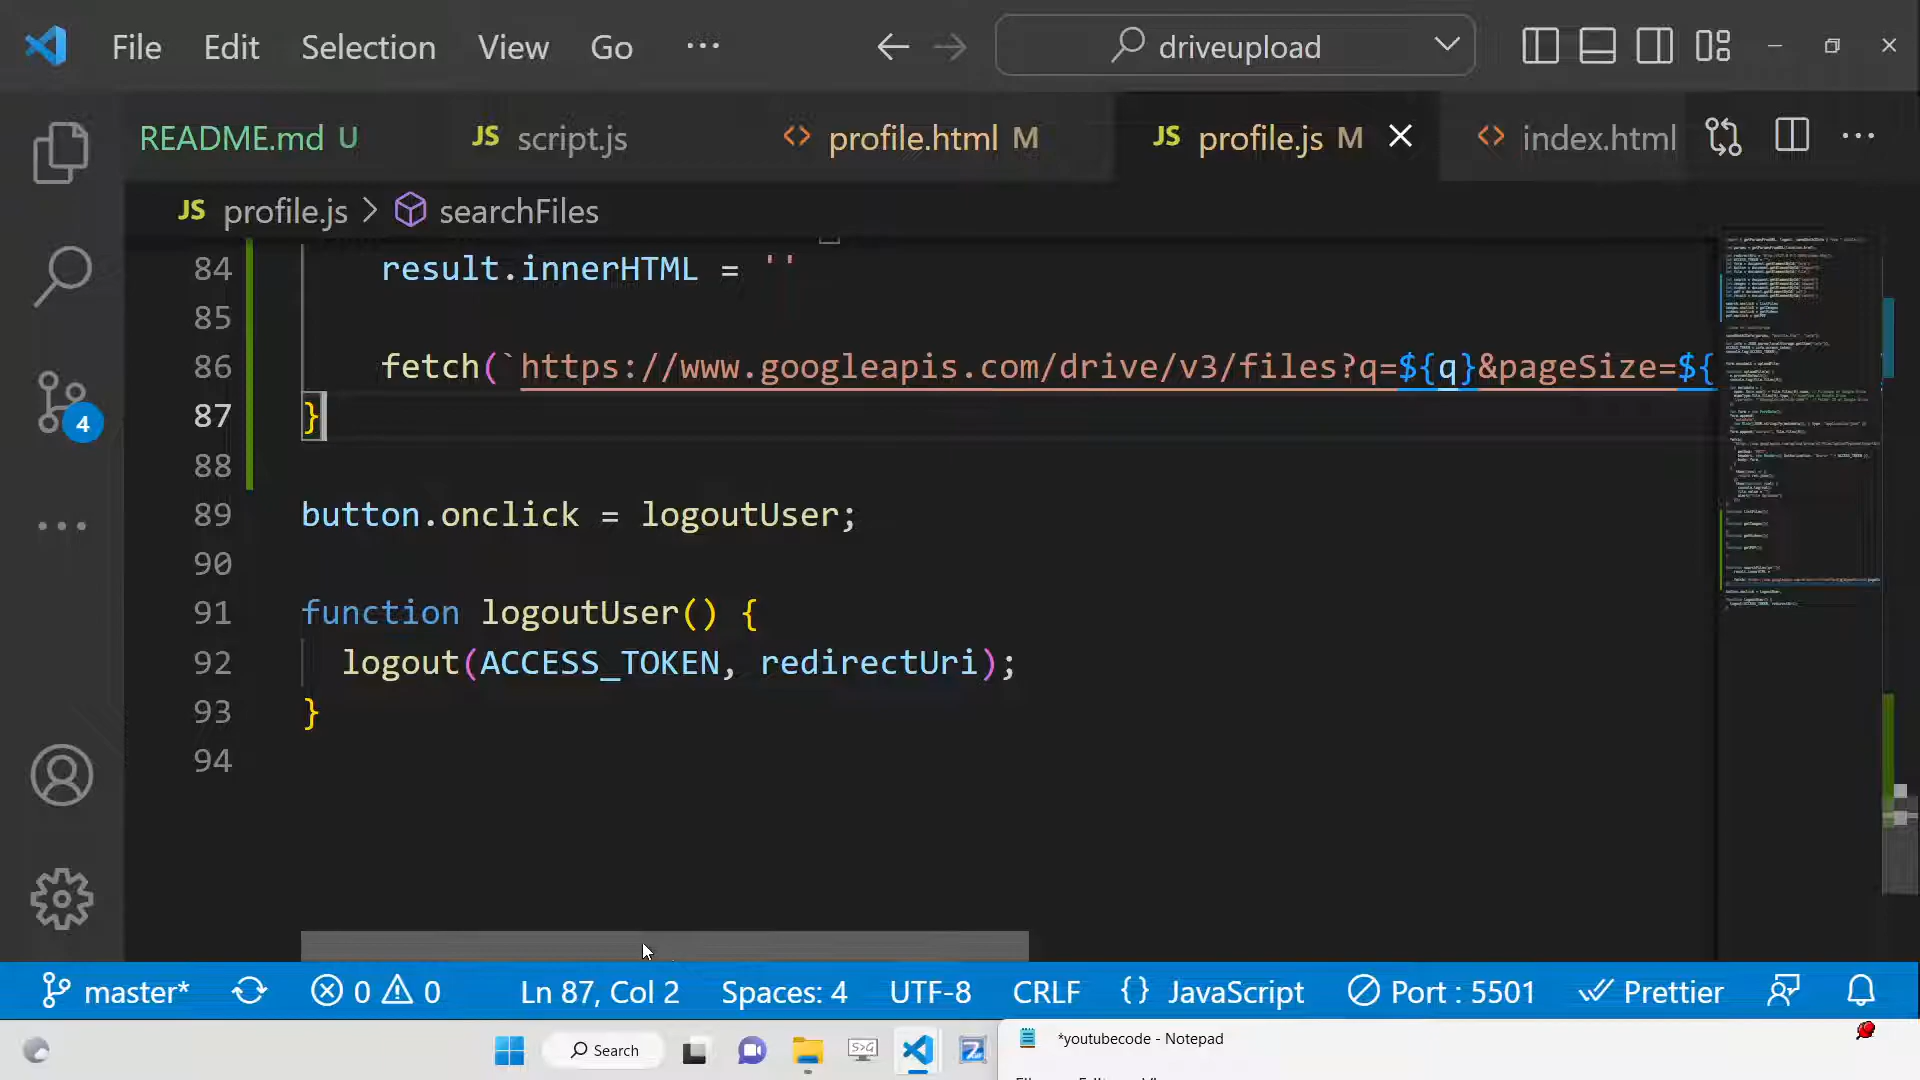 File Edit Selection View Go ··· driveupload
README.md U JS script.js <> profile.html M JS profile.js M <> index.html ···
JS profile.js > searchFiles
84 result.innerHTML = ''
85
86 fetch(`https://www.googleapis.com/drive/v3/files?q=${q}&pageSize=${
87 }
88
89 button.onclick = logoutUser;
90
91 function logoutUser() {
92 logout(ACCESS_TOKEN, redirectUri);
93 }
94
4
master* 0 0 Ln 87, Col 2 Spaces: 4 UTF-8 CRLF {} JavaScript Port : 5501 Prettier
Search *youtubecode - Notepad